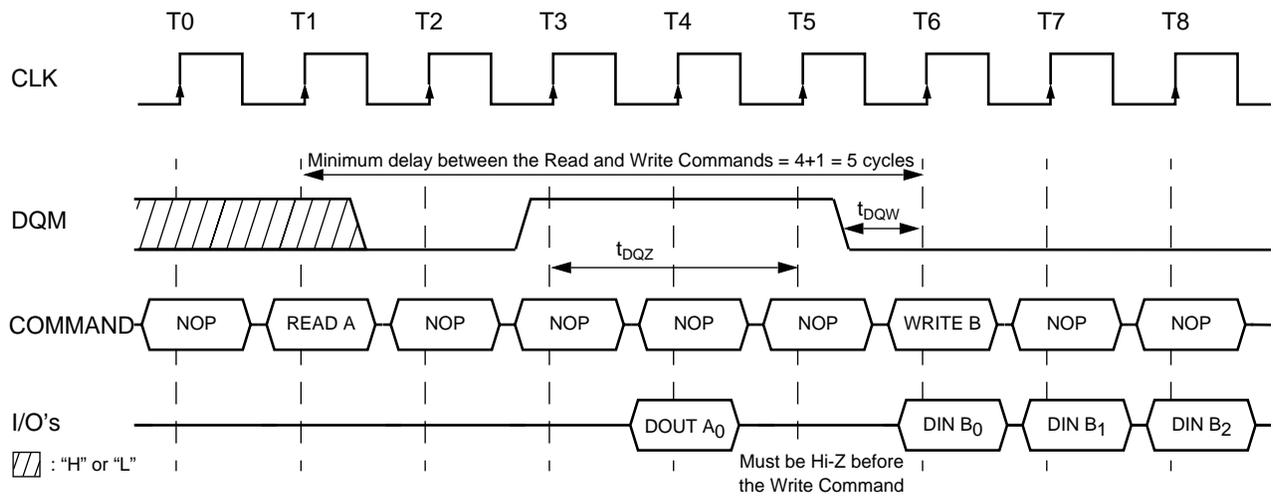 T0 T1 T2 T3 T4 T5 T6 T7 T8
CLK
Minimum delay between the Read and Write Commands = 4+1 = 5 cycles
DQM
tDQW
tDQZ
COMMAND NOP READ A NOP NOP NOP NOP WRITE B NOP NOP
I/O's DOUT A0 DIN B0 DIN B1 DIN B2
: “H” or “L”
Must be Hi-Z before
the Write Command